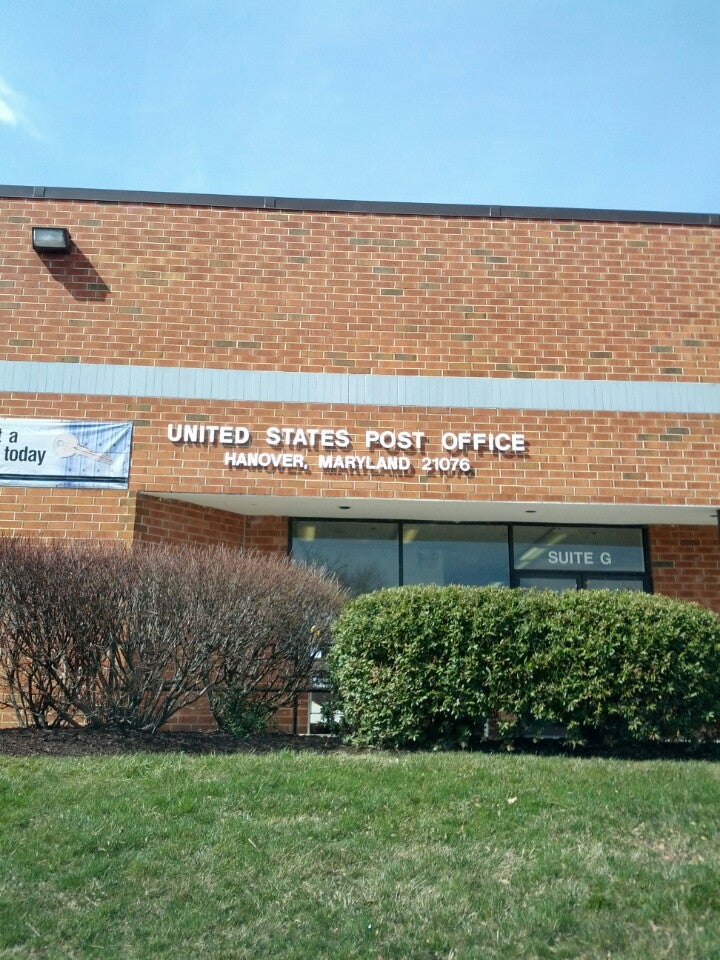 t a
today
UNITED STATES POST OFFICE
HANOVER, MARYLAND 21076
SUITE G